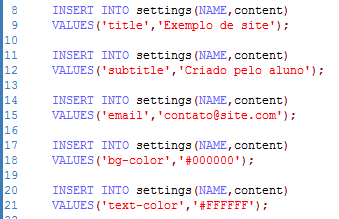 8 INSERT INTO settings(NAME,content)
9 VALUES('title','Exemplo de site');
10
11 INSERT INTO settings(NAME,content)
12 VALUES('subtitle','Criado pelo aluno');
13
14 INSERT INTO settings(NAME,content)
15 VALUES('email','contato@site.com');
16
17 INSERT INTO settings(NAME,content)
18 VALUES('bg-color','#000000');
19
20 INSERT INTO settings(NAME,content)
21 VALUES('text-color','#FFFFFF');